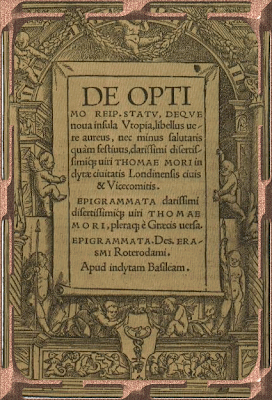 DE OPTI
MO REIP. STATV, DEQVE
noua insula Vtopia, libellus ue-
re aureus, nec minus salutaris
quàm festiuus, clarissimi disertis-
simiq; uiri THOMAE MORI in
clytæ ciuitatis Londinensis ciuis
& Vicecomitis.
EPIGRAMMATA clarissimi
disertissimiq; uiri THOMAE
MORI, pleraq; è Græcis uersa.
EPIGRAMMATA. Des. ERA-
SMI Roterodami.
Apud inclytam Basileam.